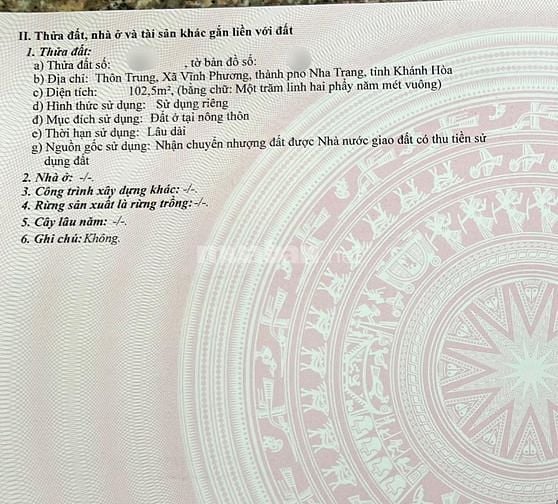 II. Thửa đất, nhà ở và tài sản khác gắn liền với đất
1. Thửa đất:
a) Thửa đất số: , tờ bản đồ số:
b) Địa chỉ: Thôn Trung, Xã Vĩnh Phương, thành phố Nha Trang, tỉnh Khánh Hòa
c) Diện tích: 102,5m², (bằng chữ: Một trăm linh hai phẩy năm mét vuông)
d) Hình thức sử dụng: Sử dụng riêng
đ) Mục đích sử dụng: Đất ở tại nông thôn
e) Thời hạn sử dụng: Lâu dài
g) Nguồn gốc sử dụng: Nhận chuyển nhượng đất được Nhà nước giao đất có thu tiền sử
dụng đất
2. Nhà ở: -/-.
3. Công trình xây dựng khác: -/-.
4. Rừng sản xuất là rừng trồng: -/-.
5. Cây lâu năm: -/-.
6. Ghi chú: Không.